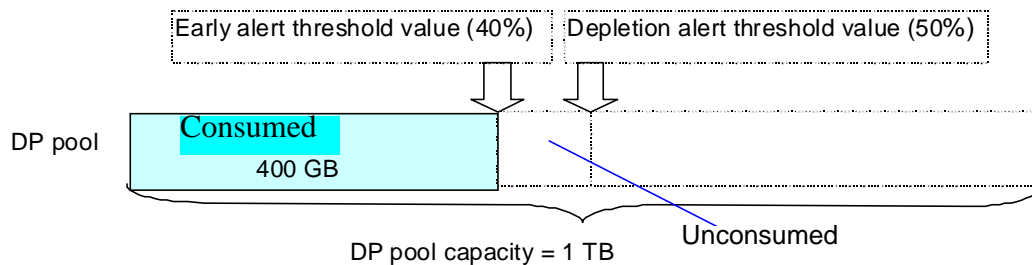 Early alert threshold value (40%)
Depletion alert threshold value (50%)
DP pool
Consumed
400 GB
Unconsumed
DP pool capacity = 1 TB